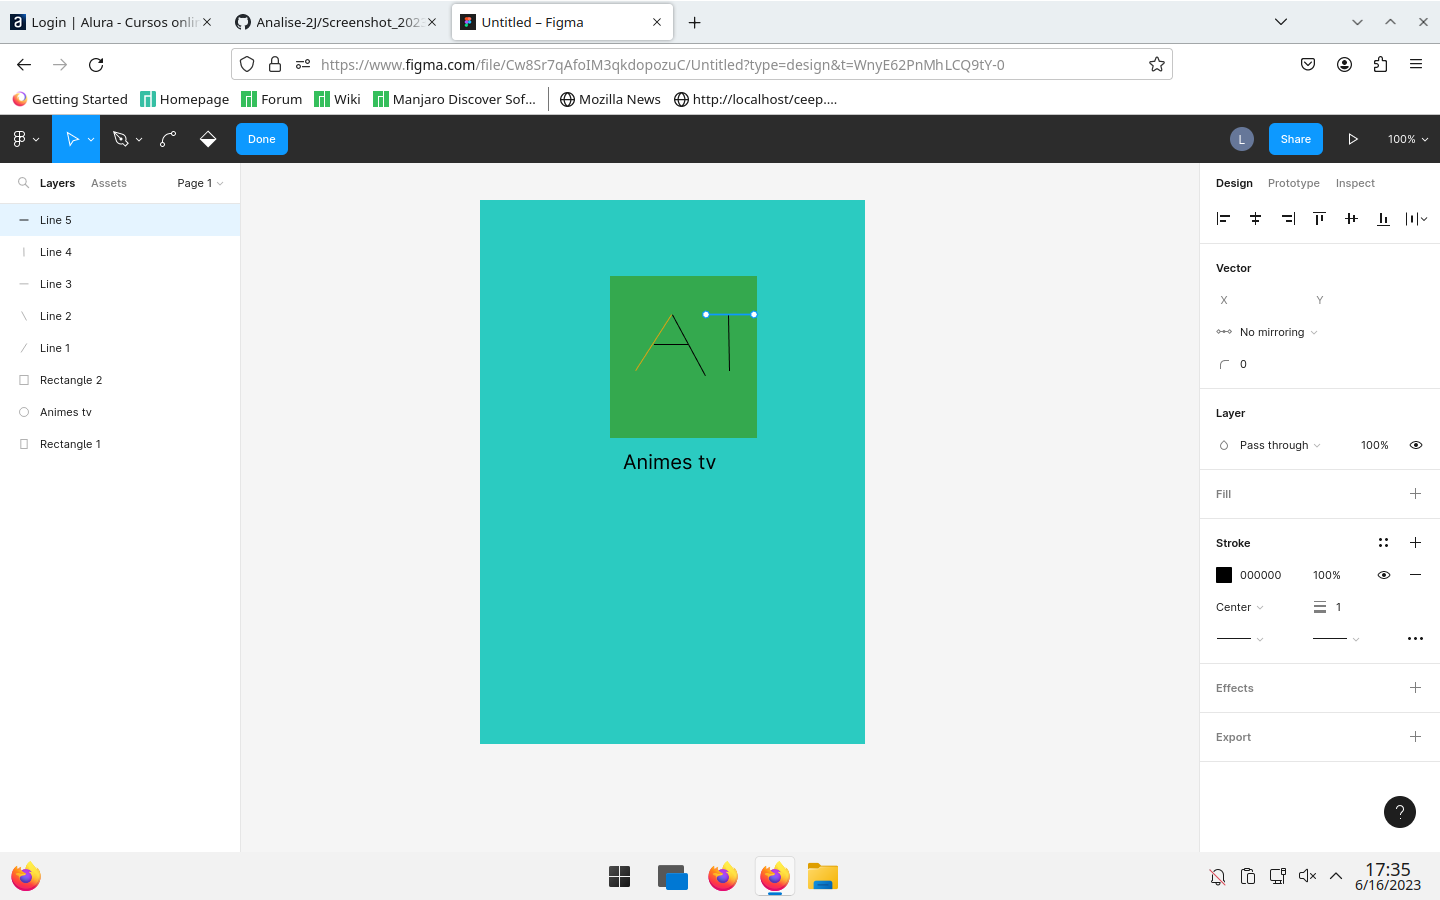 Login | Alura - Cursos onlin
Analise-2J/Screenshot_202
Untitled – Figma
https://www.figma.com/file/Cw8Sr7qAfoIM3qkdopozuC/Untitled?type=design&t=WnyE62PnMhLCQ9tY-0
Getting Started
Homepage
Forum
Wiki
Manjaro Discover Sof...
Mozilla News
http://localhost/ceep....
Done
L
Share
100%
Layers
Assets
Page 1
Line 5
Line 4
Line 3
Line 2
Line 1
Rectangle 2
Animes tv
Rectangle 1
AT
Animes tv
Design
Prototype
Inspect
Vector
X
Y
No mirroring
0
Layer
Pass through
100%
Fill
Stroke
000000
100%
Center
1
Effects
Export
?
17:35
6/16/2023